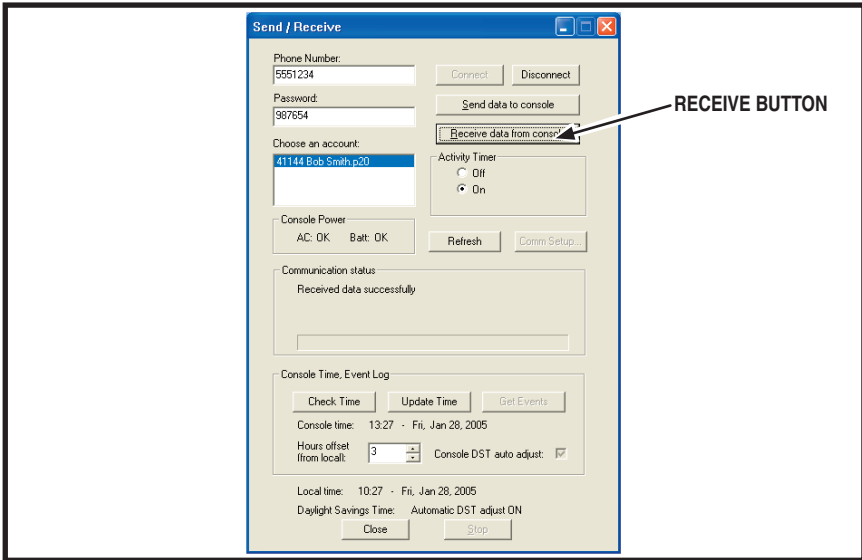 Send / Receive
Phone Number:
5551234
Connect
Disconnect
Password:
987654
Send data to console
Receive data from console
RECEIVE BUTTON
Choose an account:
41144 Bob Smith.p20
Activity Timer
Off
On
Console Power
AC: OK Batt: OK
Refresh
Comm Setup...
Communication status
Received data successfully
Console Time, Event Log
Check Time
Update Time
Get Events
Console time: 13:27 - Fri, Jan 28, 2005
Hours offset
(from local):
3
Console DST auto adjust:
Local time: 10:27 - Fri, Jan 28, 2005
Daylight Savings Time: Automatic DST adjust ON
Close
Stop